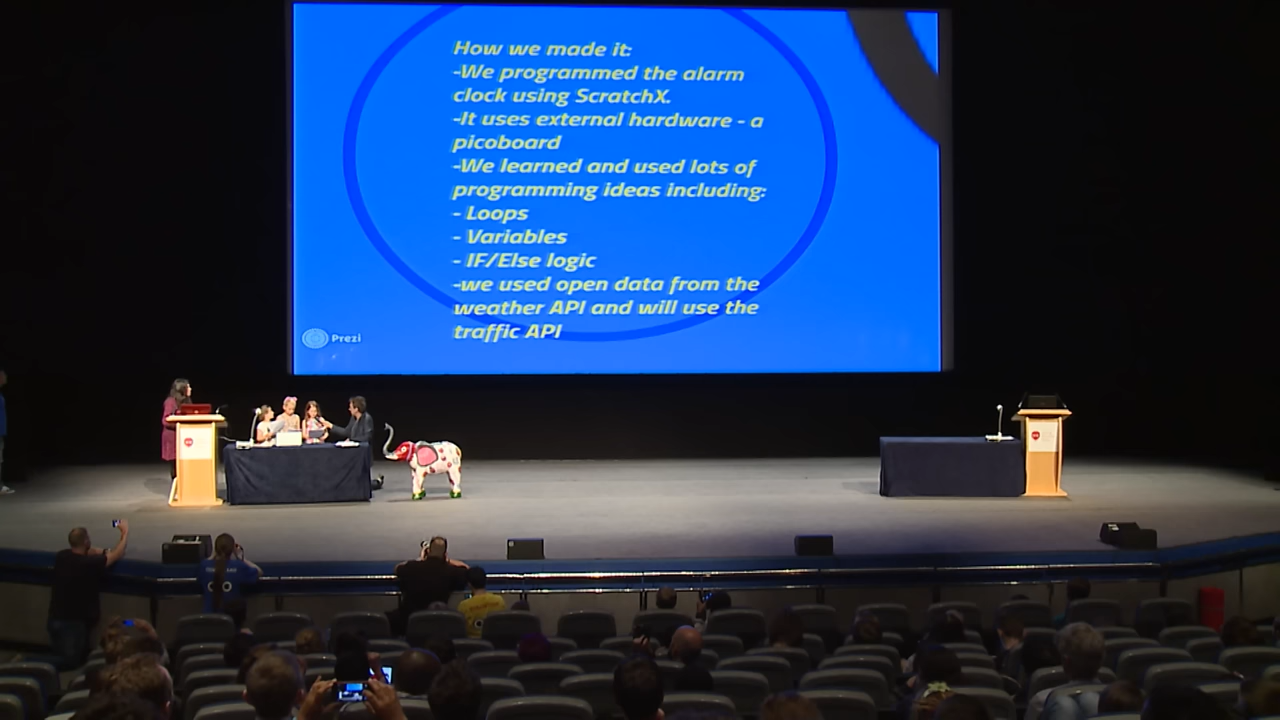 How we made it:
-We programmed the alarm
clock using ScratchX.
-It uses external hardware - a
picoboard
-We learned and used lots of
programming ideas including:
- Loops
- Variables
- IF/Else logic
-we used open data from the
weather API and will use the
traffic API
Prezi